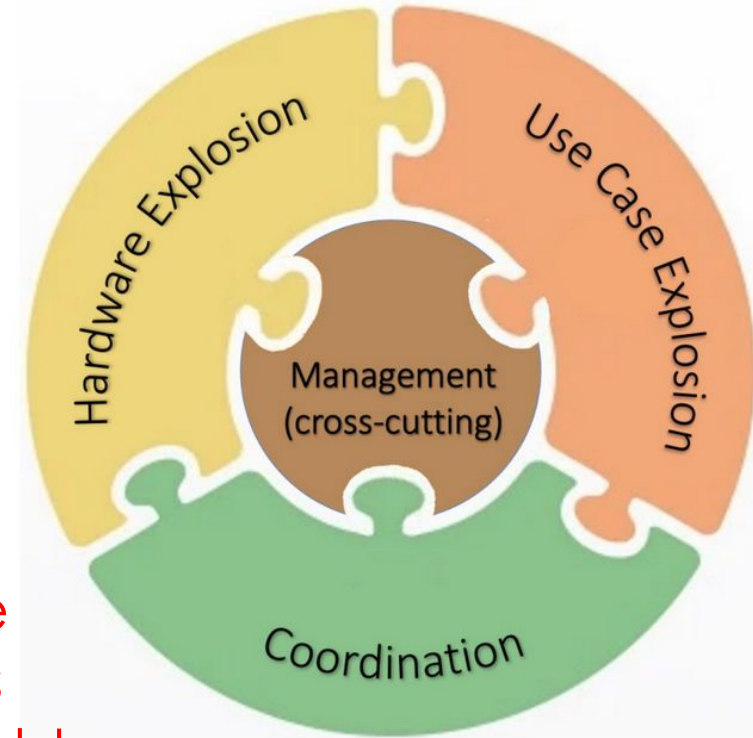 Hardware Explosion
Use Case Explosion
Management
(cross-cutting)
Coordination